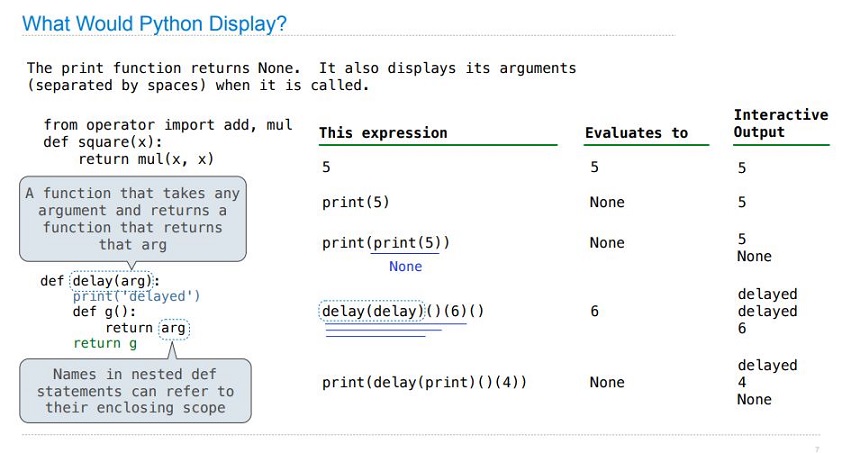 What Would Python Display?
The print function returns None.  It also displays its arguments
(separated by spaces) when it is called.
from operator import add, mul
def square(x):
    return mul(x, x)
A function that takes any
argument and returns a
function that returns
that arg
def delay(arg):
    print('delayed')
    def g():
        return arg
    return g
Names in nested def
statements can refer to
their enclosing scope
This expression
Evaluates to
Interactive
Output
5
5
5
print(5)
None
5
print(print(5))
None
None
5
None
delay(delay)()(6)()
6
delayed
delayed
6
print(delay(print)()(4))
None
delayed
4
None
7